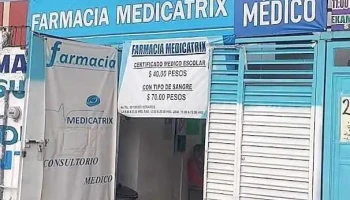 FARMACIA MEDICATRIX
MEDICO
farmacia
MEDICATRIX
CONSULTORIO
MEDICO
FARMACIA MEDICATRIX
CERTIFICADO MEDICO ESCOLAR
$ 40.00 PESOS
CON TIPO DE SANGRE
$ 70.00 PESOS